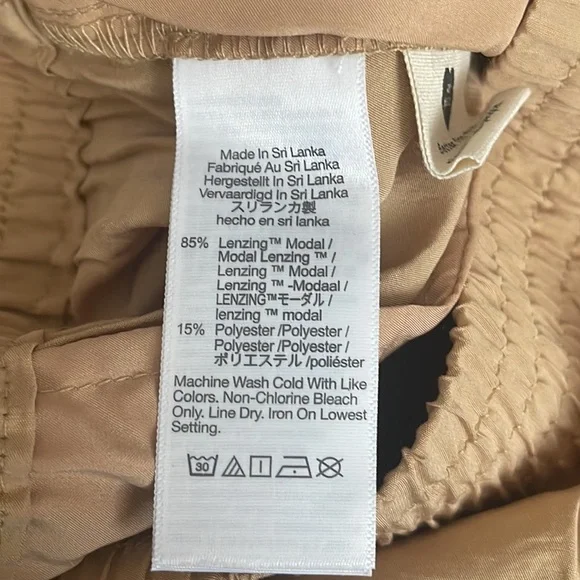 Made In Sri Lanka
Fabriqué Au Sri Lanka
Hergestellt In Sri Lanka
Vervaardigd In Sri Lanka
スリランカ製
hecho en sri lanka
85% Lenzing™ Modal /
Modal Lenzing ™ /
Lenzing ™ Modal /
Lenzing ™ -Modaal /
LENZING™モーダル /
lenzing ™ modal
15% Polyester /Polyester /
Polyester /Polyester /
ポリエステル /poliéster
Machine Wash Cold With Like
Colors. Non-Chlorine Bleach
Only. Line Dry. Iron On Lowest
Setting.
30